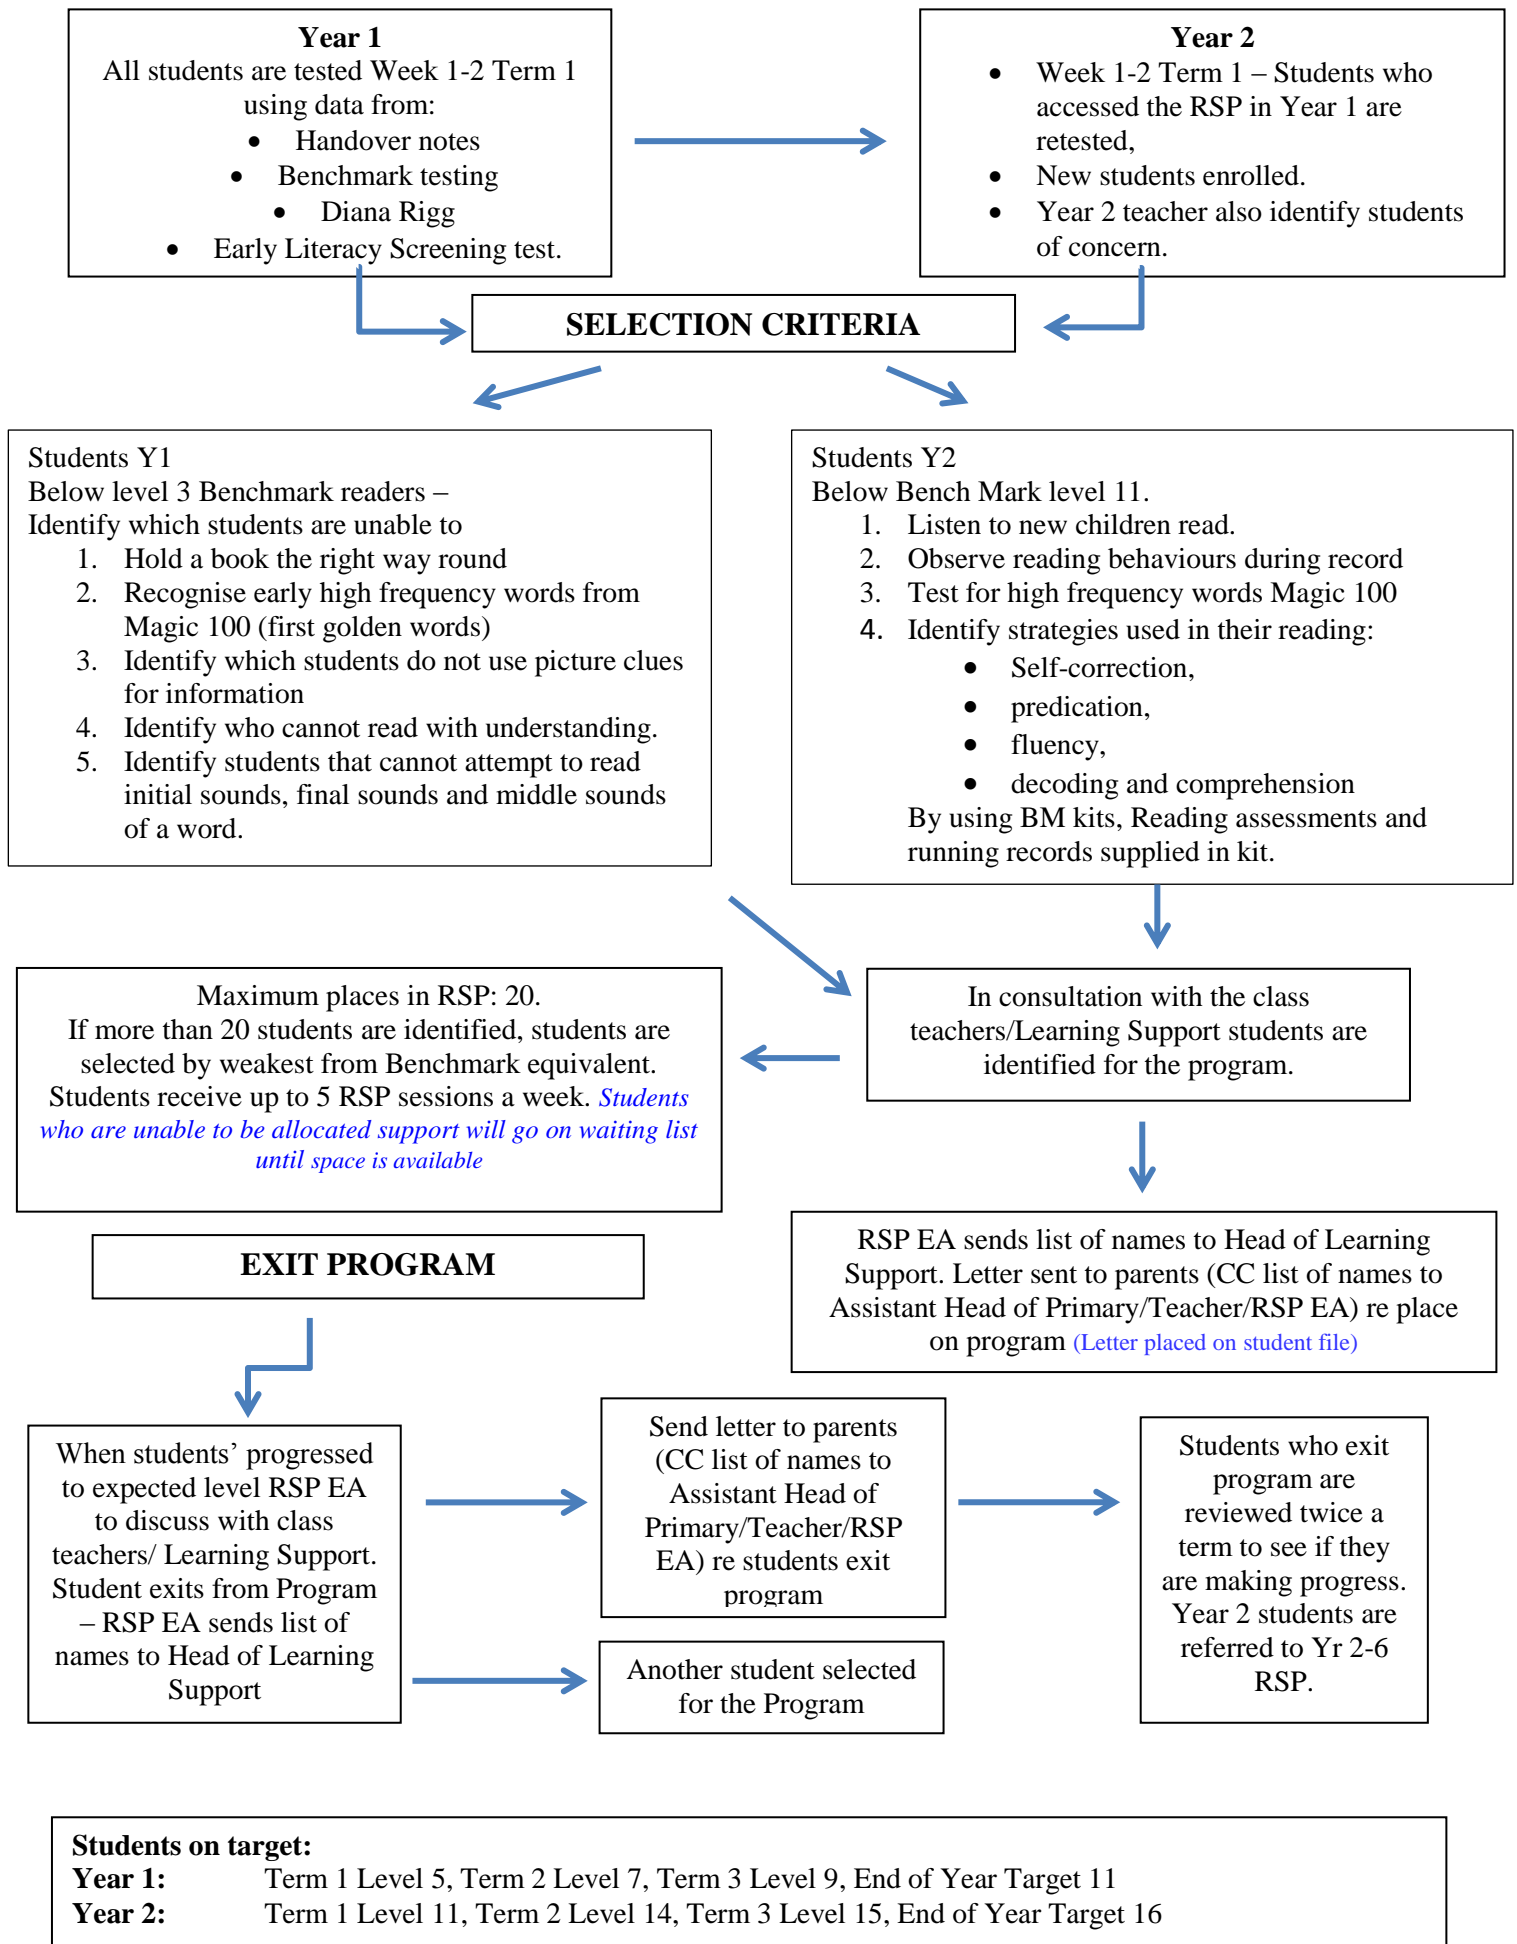 Year 1
All students are tested Week 1-2 Term 1
using data from:
• Handover notes
• Benchmark testing
• Diana Rigg
• Early Literacy Screening test.
Year 2
• Week 1-2 Term 1 – Students who
accessed the RSP in Year 1 are
retested,
• New students enrolled.
• Year 2 teacher also identify students
of concern.
SELECTION CRITERIA
Students Y1
Below level 3 Benchmark readers –
Identify which students are unable to
1. Hold a book the right way round
2. Recognise early high frequency words from
Magic 100 (first golden words)
3. Identify which students do not use picture clues
for information
4. Identify who cannot read with understanding.
5. Identify students that cannot attempt to read
initial sounds, final sounds and middle sounds
of a word.
Students Y2
Below Bench Mark level 11.
1. Listen to new children read.
2. Observe reading behaviours during record
3. Test for high frequency words Magic 100
4. Identify strategies used in their reading:
• Self-correction,
• predication,
• fluency,
• decoding and comprehension
By using BM kits, Reading assessments and
running records supplied in kit.
In consultation with the class
teachers/Learning Support students are
identified for the program.
Maximum places in RSP: 20.
If more than 20 students are identified, students are
selected by weakest from Benchmark equivalent.
Students receive up to 5 RSP sessions a week. Students
who are unable to be allocated support will go on waiting list
until space is available
RSP EA sends list of names to Head of Learning
Support. Letter sent to parents (CC list of names to
Assistant Head of Primary/Teacher/RSP EA) re place
on program (Letter placed on student file)
EXIT PROGRAM
When students’ progressed
to expected level RSP EA
to discuss with class
teachers/ Learning Support.
Student exits from Program
– RSP EA sends list of
names to Head of Learning
Support
Send letter to parents
(CC list of names to
Assistant Head of
Primary/Teacher/RSP
EA) re students exit
program
Another student selected
for the Program
Students who exit
program are
reviewed twice a
term to see if they
are making progress.
Year 2 students are
referred to Yr 2-6
RSP.
Students on target:
Year 1: Term 1 Level 5, Term 2 Level 7, Term 3 Level 9, End of Year Target 11
Year 2: Term 1 Level 11, Term 2 Level 14, Term 3 Level 15, End of Year Target 16